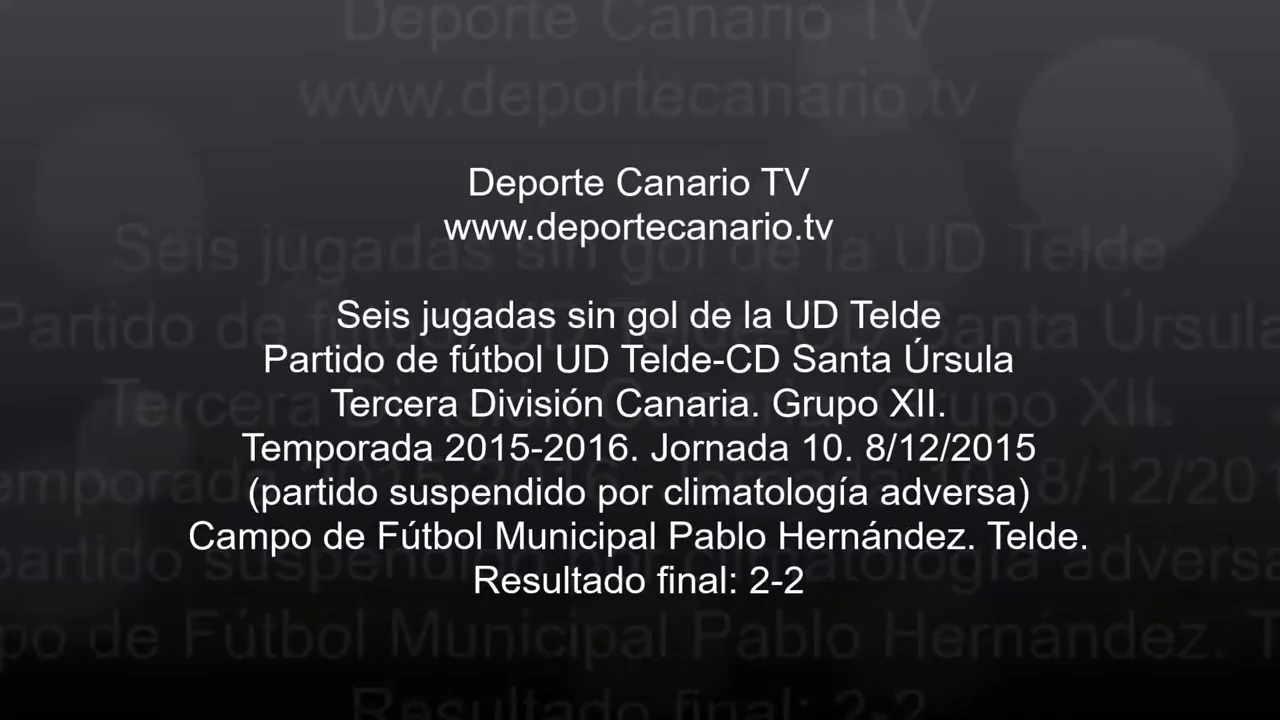 Deporte Canario TV
www.deportecanario.tv
Seis jugadas sin gol de la UD Telde
Partido de fútbol UD Telde-CD Santa Úrsula
Tercera División Canaria. Grupo XII.
Temporada 2015-2016. Jornada 10. 8/12/2015
(partido suspendido por climatología adversa)
Campo de Fútbol Municipal Pablo Hernández. Telde.
Resultado final: 2-2